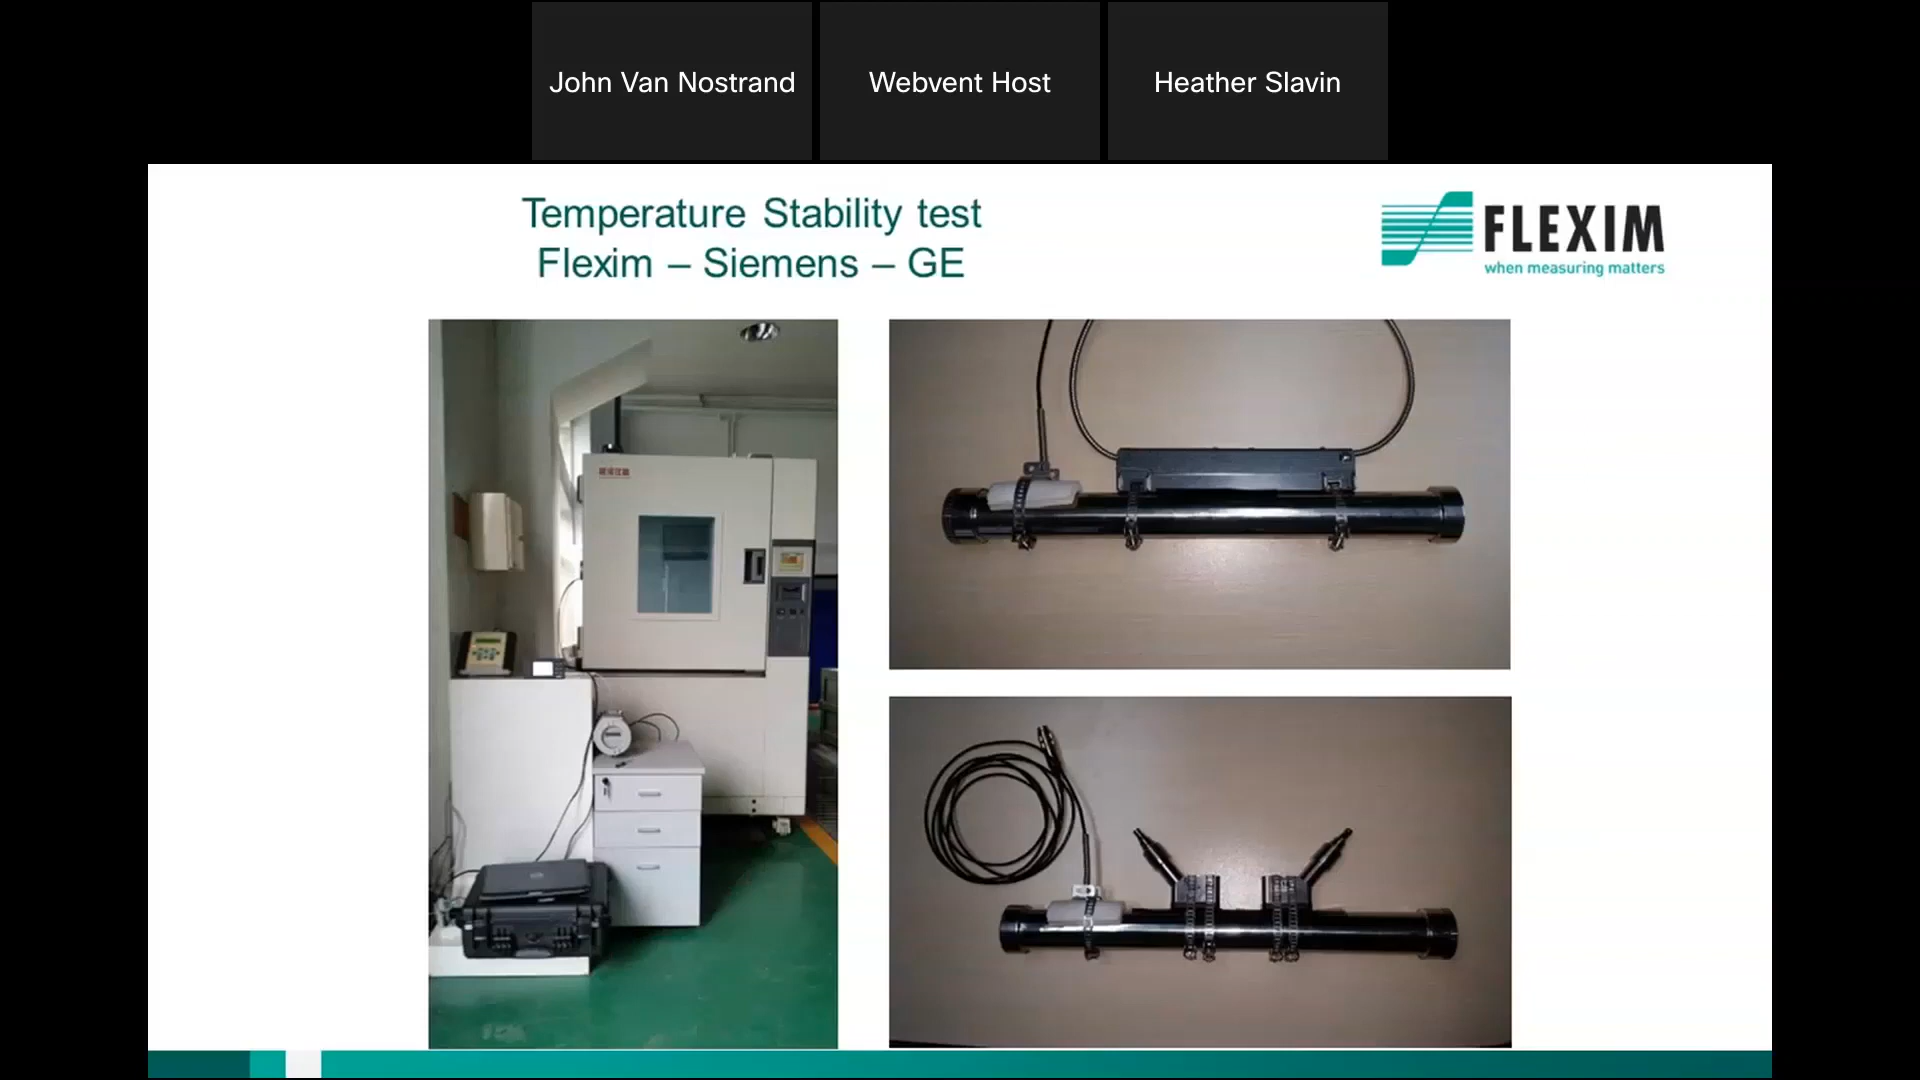 John Van Nostrand
Webvent Host
Heather Slavin
Temperature Stability test
Flexim – Siemens – GE
FLEXIM
when measuring matters